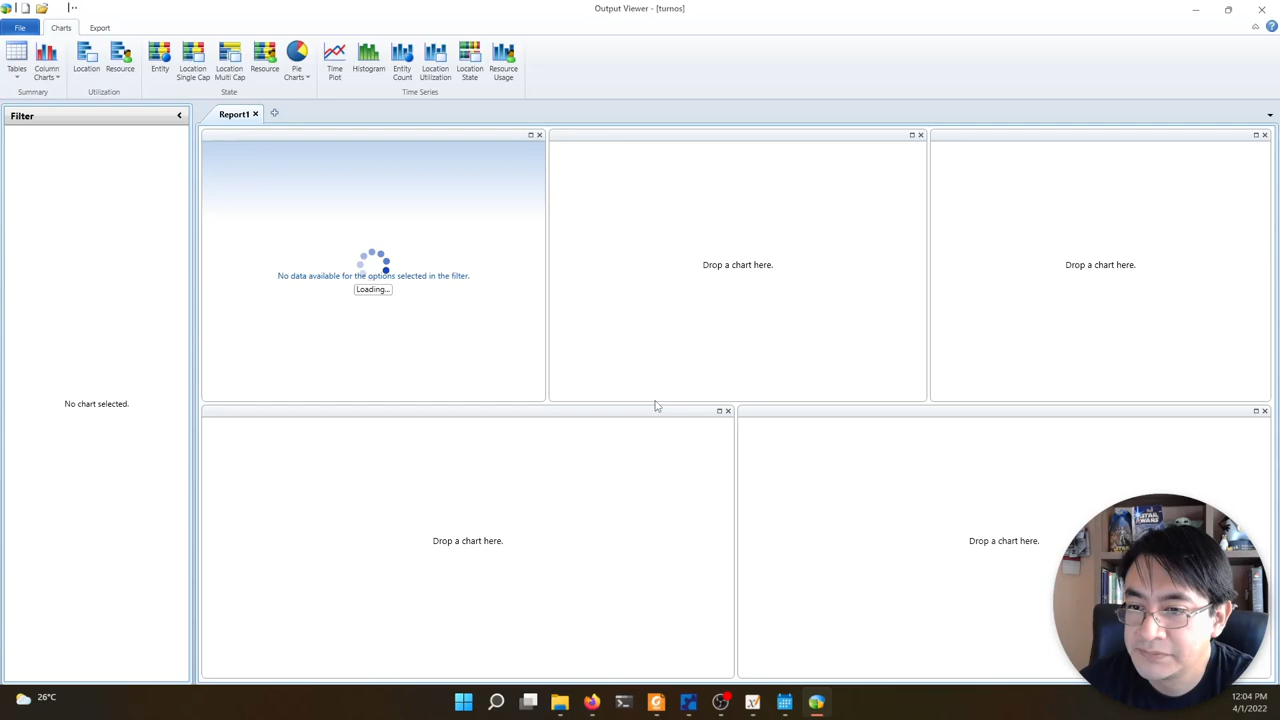 Output Viewer - [turnos]
File Charts Export
Tables Column Charts Location Resource Entity Location Single Cap Location Multi Cap Resource Pie Charts Time Plot Histogram Entity Count Location Utilization Location State Resource Usage
Summary Utilization State Time Series
Filter
Report1
No data available for the options selected in the filter.
Loading...
Drop a chart here.
Drop a chart here.
No chart selected.
Drop a chart here.
Drop a chart here.
STAR WARS
26°C
12:04 PM
4/1/2022